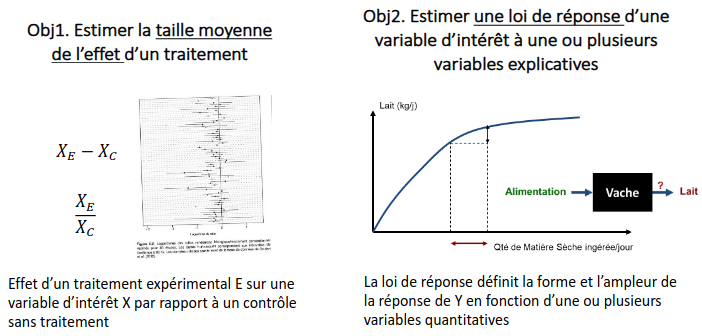 Obj1. Estimer la taille moyenne
de l’effet d’un traitement
X_E − X_C
X_E
X_C
Effet d’un traitement expérimental E sur une
variable d’intérêt X par rapport à un contrôle
sans traitement
Obj2. Estimer une loi de réponse d’une
variable d’intérêt à une ou plusieurs
variables explicatives
Lait (kg/j)
Alimentation
Vache
?
Lait
Qté de Matière Sèche ingérée/jour
La loi de réponse définit la forme et l’ampleur de
la réponse de Y en fonction d’une ou plusieurs
variables quantitatives